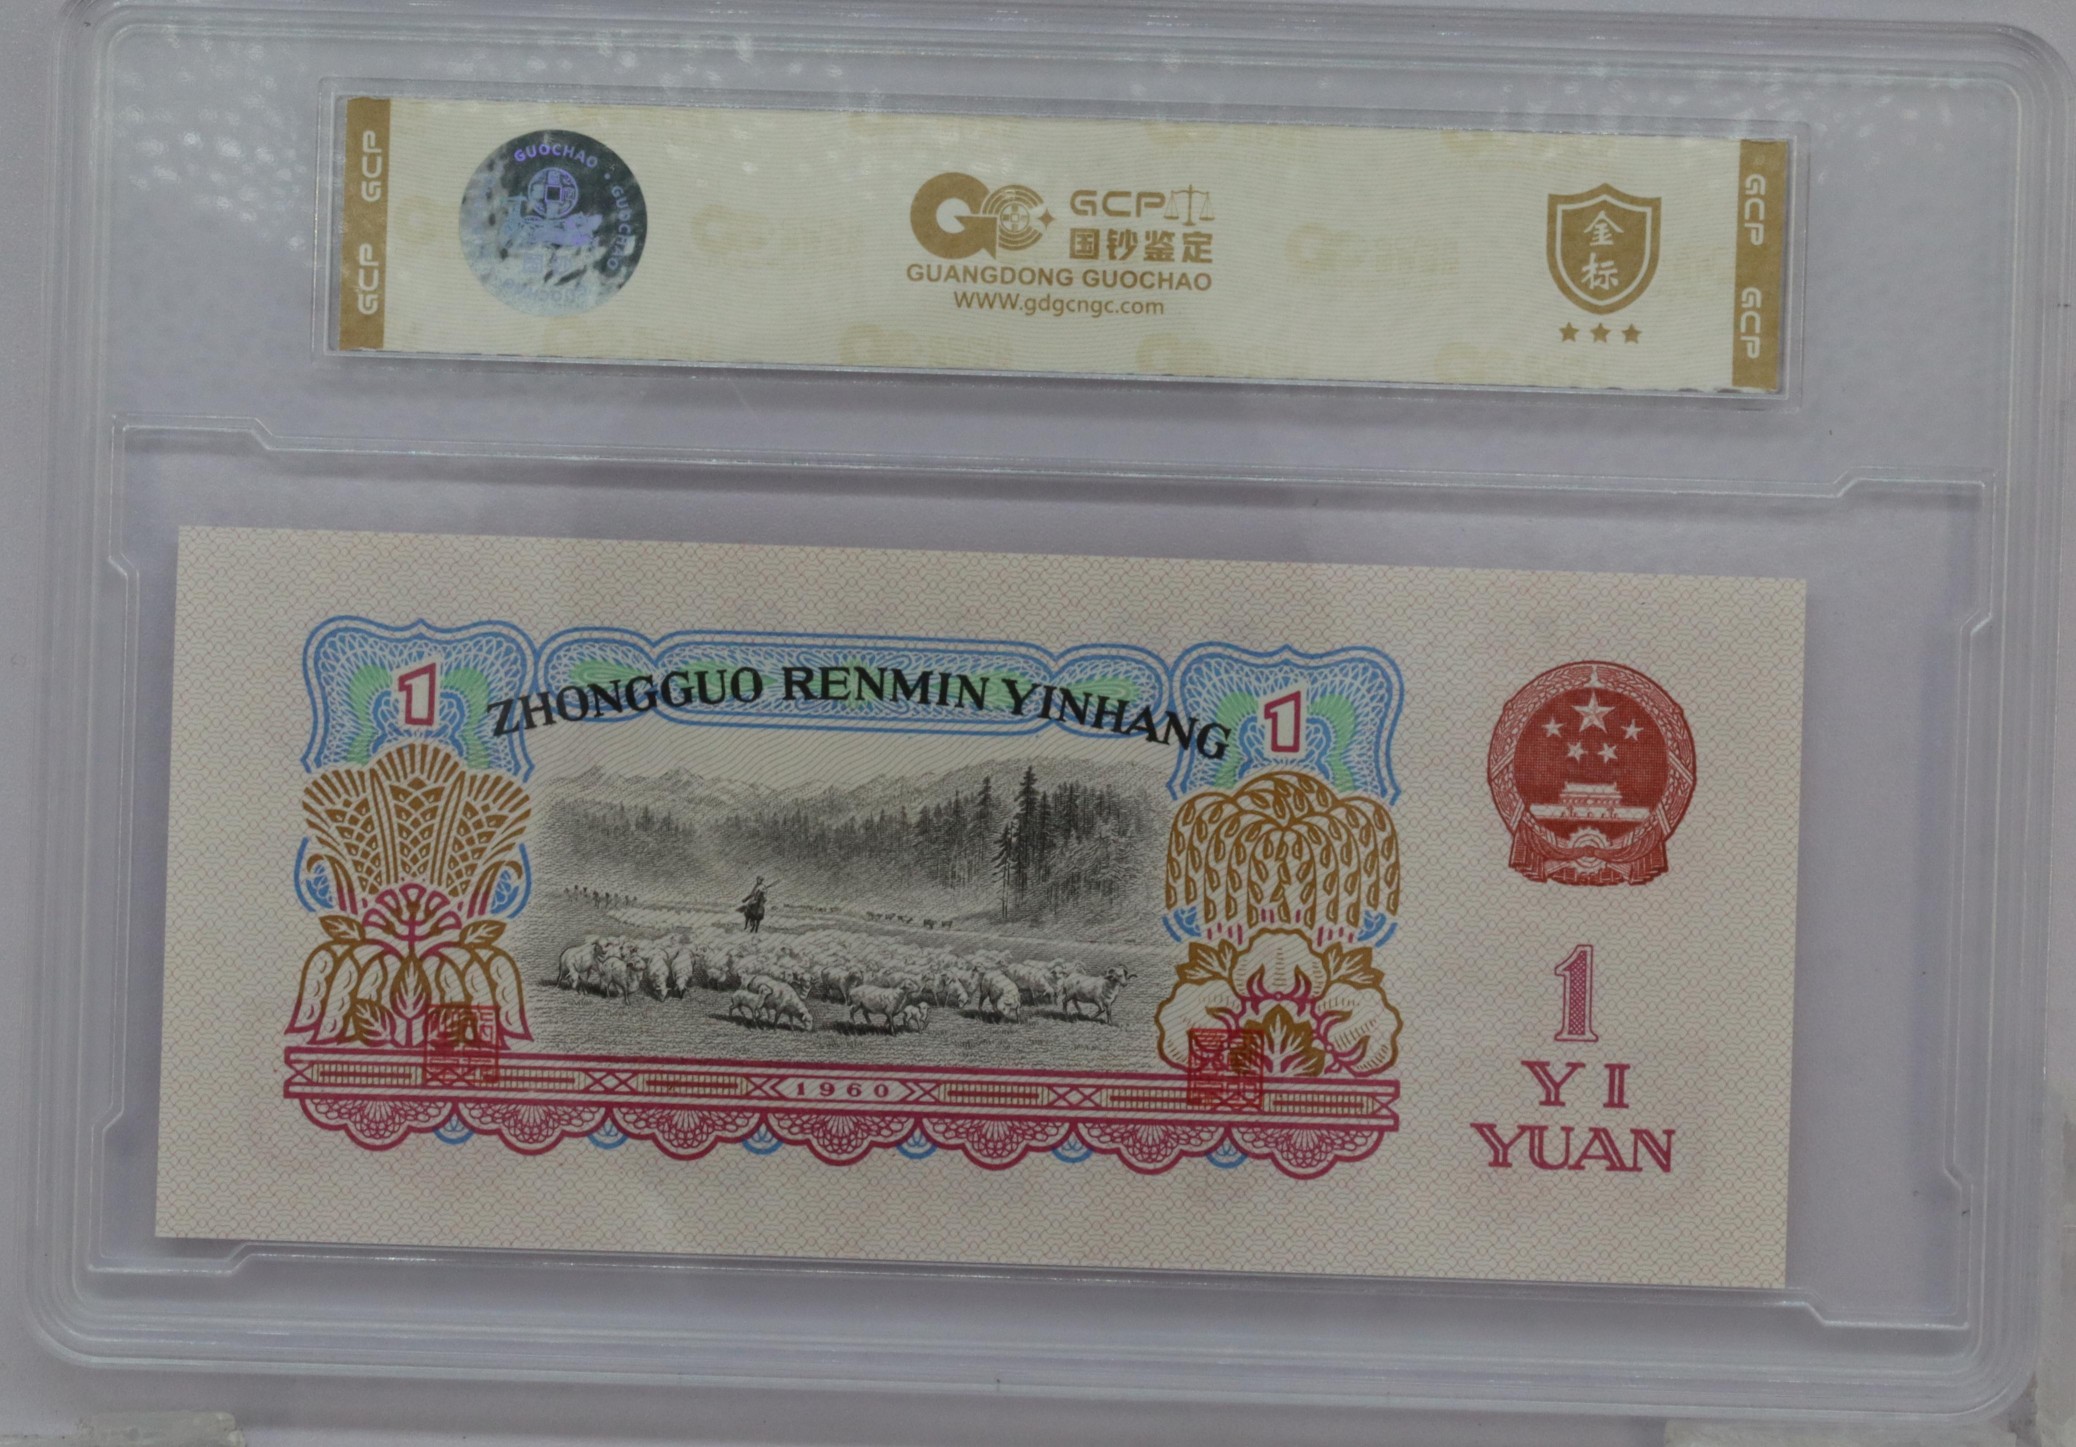 GCP GCP
GUOCHAO · GUOCHAO
GCP
国钞鉴定
GUANGDONG GUOCHAO
WWW.gdgcngc.com
金
标
GCP GCP
1
ZHONGGUO RENMIN YINHANG
1
1960
1
YI
YUAN